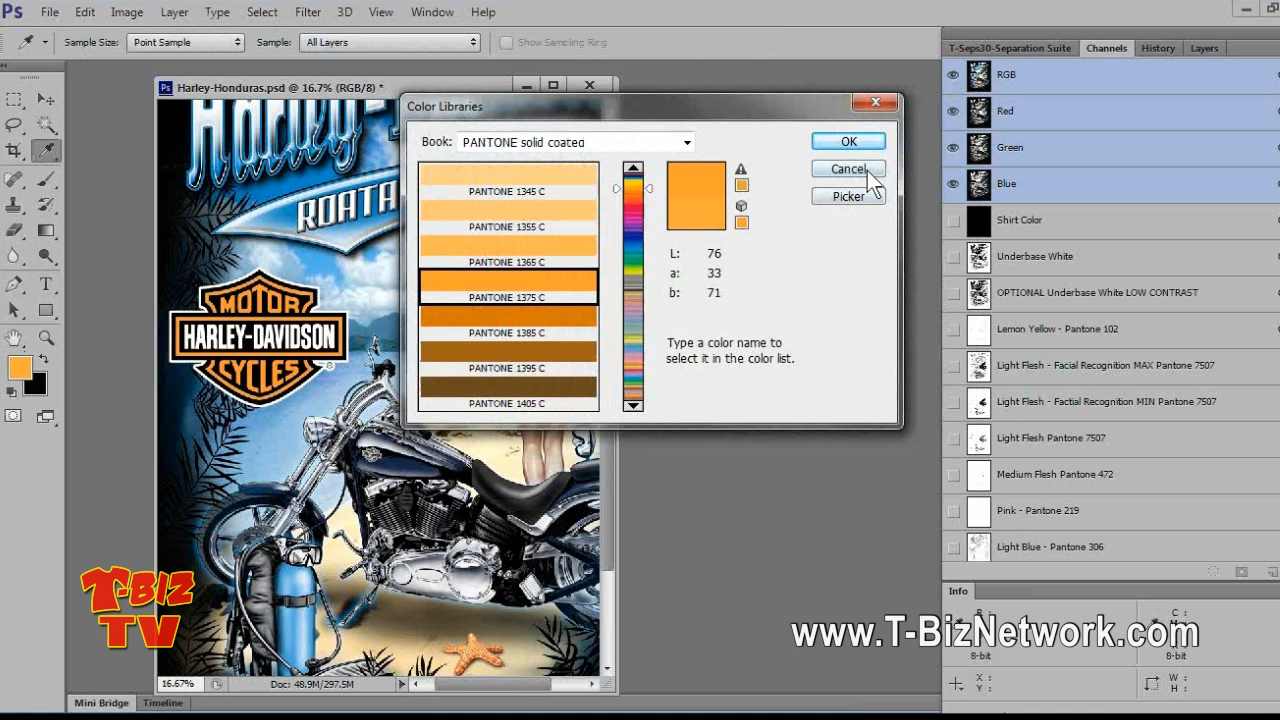 Ps File Edit Image Layer Type Select Filter 3D View Window Help
Sample Size: Point Sample Sample: All Layers Show Sampling Ring
T-Seps30-Separation Suite Channels History Layers
Ps Harley-Honduras.psd @ 16.7% (RGB/8) *
ROATA
MOTOR
HARLEY-DAVIDSON
CYCLES
Color Libraries
Book: PANTONE solid coated
PANTONE 1345 C
PANTONE 1355 C
PANTONE 1365 C
PANTONE 1375 C
PANTONE 1385 C
PANTONE 1395 C
PANTONE 1405 C
L: 76
a: 33
b: 71
Type a color name to
select it in the color list.
OK
Cancel
Picker
RGB
Red
Green
Blue
Shirt Color
Underbase White
OPTIONAL Underbase White LOW CONTRAST
Lemon Yellow - Pantone 102
Light Flesh - Facial Recognition MAX Pantone 7507
Light Flesh - Factial Recognition MIN Pantone 7507
Light Flesh Pantone 7507
Medium Flesh Pantone 472
Pink - Pantone 219
Light Blue - Pantone 306
Info
R : C :
8-bit 8-bit
X : W :
Y : H :
T-BIZ
TV
www.T-BizNetwork.com
16.67% Doc: 48.9M/297.5M
Mini Bridge Timeline